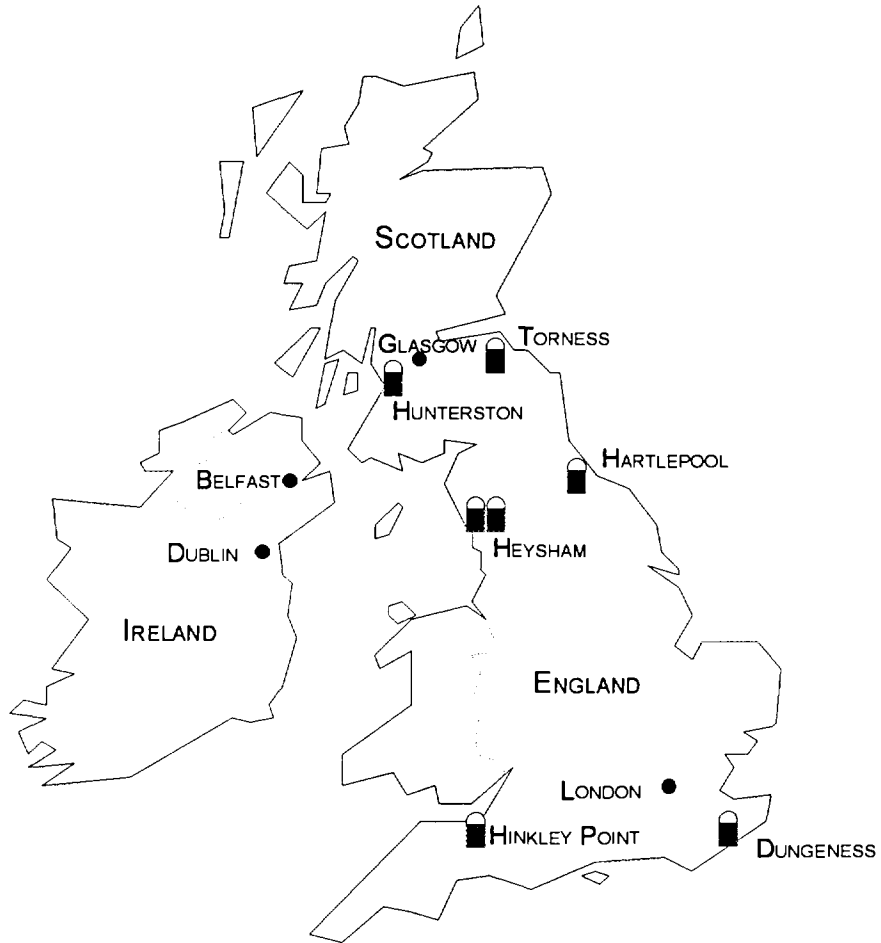 SCOTLAND
TORNESS
GLASGOW
HUNTERSTON
HARTLEPOOL
BELFAST
HEYSHAM
DUBLIN
IRELAND
ENGLAND
LONDON
HINKLEY POINT
DUNGENESS